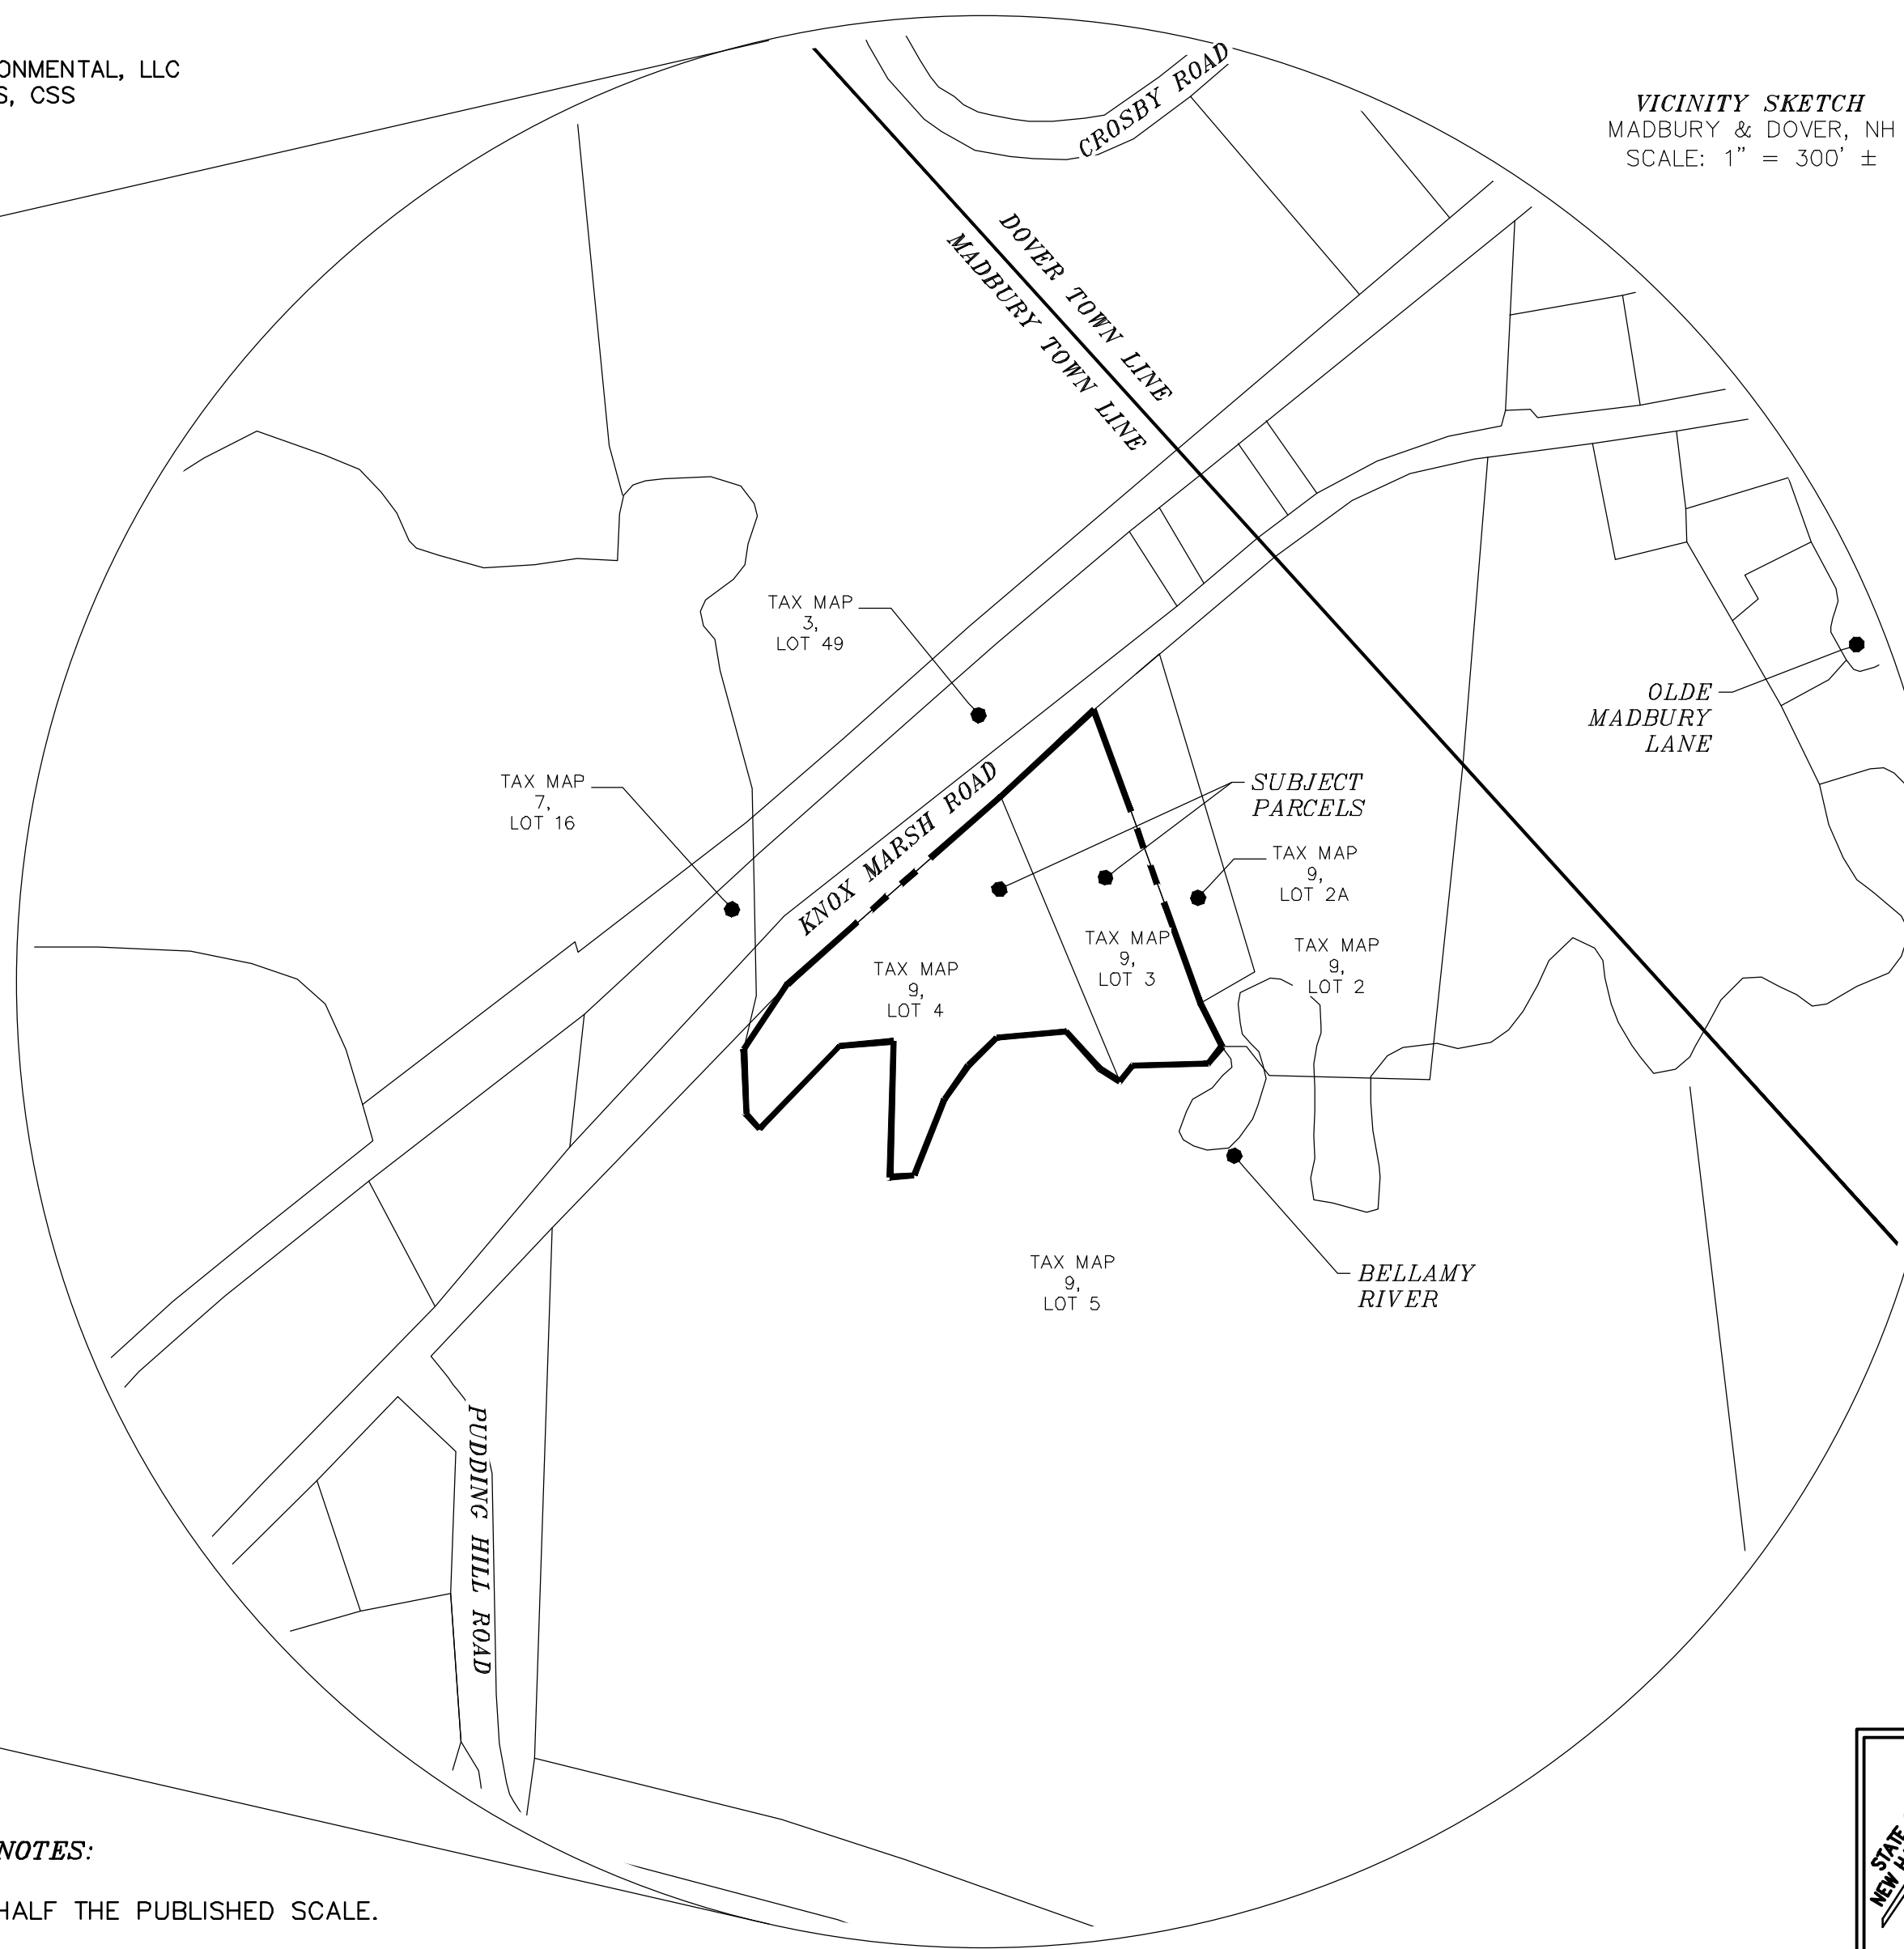 ONMENTAL, LLC
S, CSS
VICINITY SKETCH
MADBURY & DOVER, NH
SCALE: 1" = 300' ±
CROSBY ROAD
DOVER TOWN LINE
MADBURY TOWN LINE
TAX MAP
3,
LOT 49
OLDE
MADBURY
LANE
TAX MAP
7,
LOT 16
KNOX MARSH ROAD
SUBJECT
PARCELS
TAX MAP
9,
LOT 2A
TAX MAP
9,
LOT 3
TAX MAP
9,
LOT 2
TAX MAP
9,
LOT 4
TAX MAP
9,
LOT 5
BELLAMY
RIVER
PUDDING HILL ROAD
NOTES:
HALF THE PUBLISHED SCALE.
STATE
NEW H